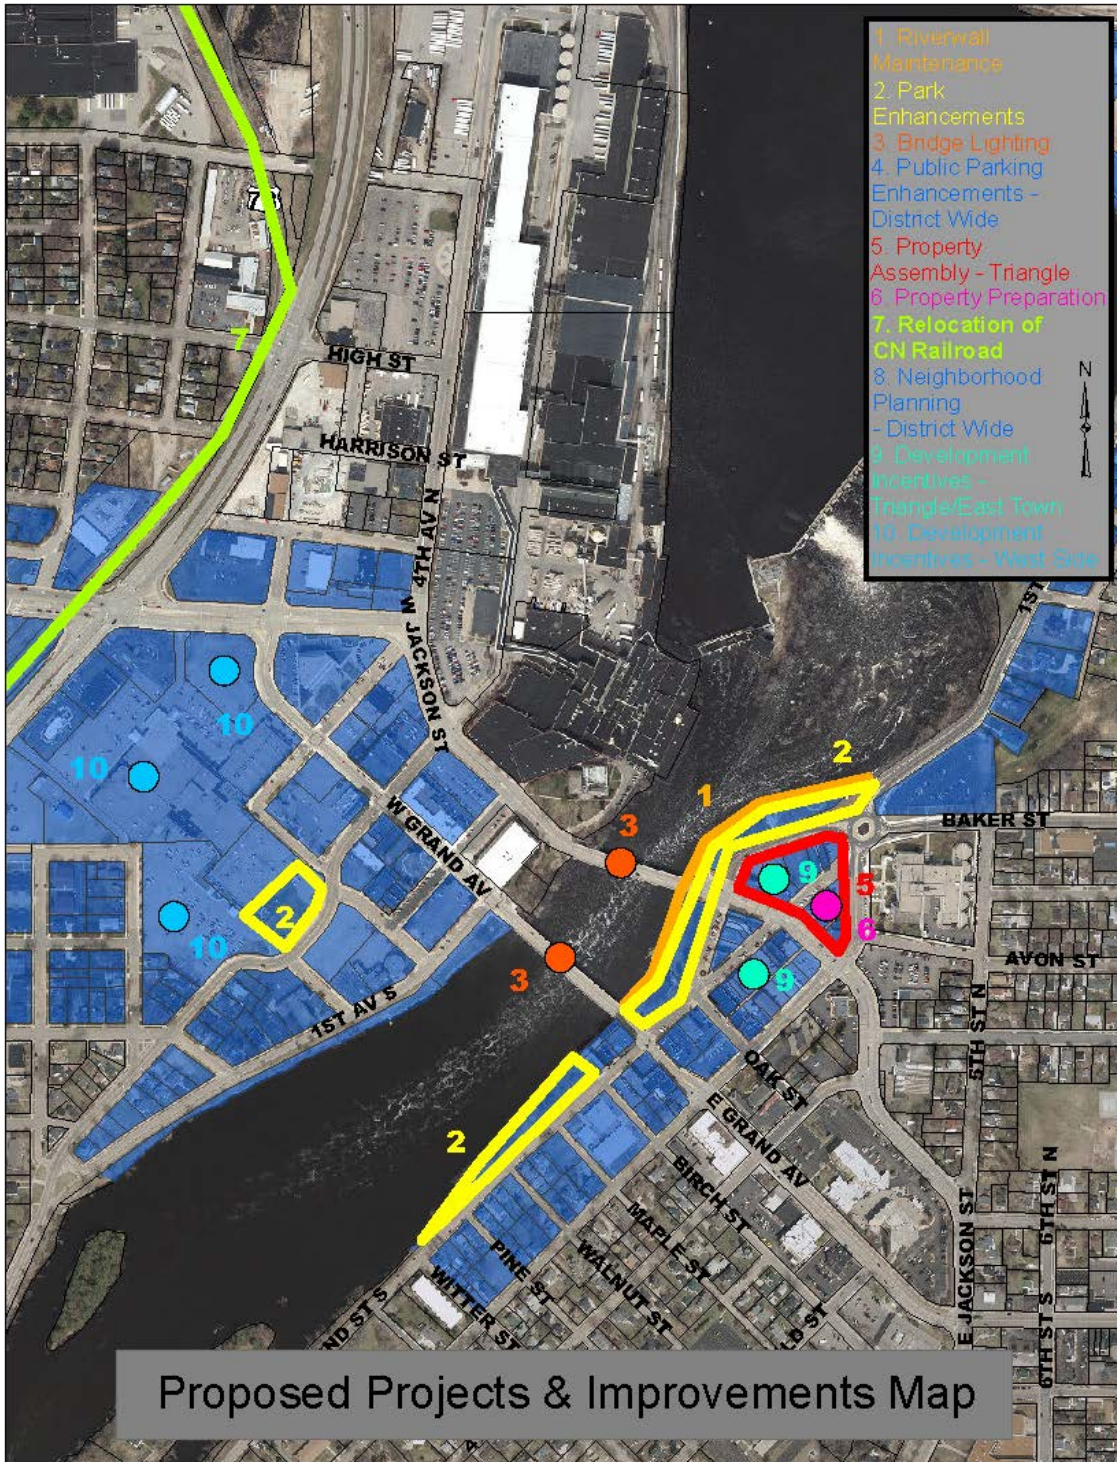 1. Riverwall
Maintenance
2. Park
Enhancements
3. Bridge Lighting
4. Public Parking
Enhancements -
District Wide
5. Property
Assembly - Triangle
6. Property Preparation
7. Relocation of
CN Railroad
8. Neighborhood
Planning
- District Wide
9. Development
Incentives -
Triangle/East Town
10. Development
Incentives - West Side
N
7
HIGH ST
HARRISON ST
4TH AV N
W JACKSON ST
1ST
10
10
10
2
1
2
W GRAND AV
3
3
BAKER ST
9
5
6
9
2
AVON ST
1ST AV S
5TH ST N
OAK ST
E GRAND AV
2
BIRCH ST
MAPLE ST
WALNUT ST
PINE ST
WITTER ST
ND ST S
LD ST
E JACKSON ST
6TH ST N
6TH ST S
Proposed Projects & Improvements Map